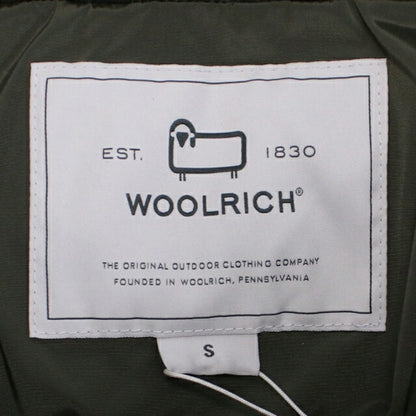 EST. 1830
WOOLRICH®
THE ORIGINAL OUTDOOR CLOTHING COMPANY
FOUNDED IN WOOLRICH, PENNSYLVANIA
S